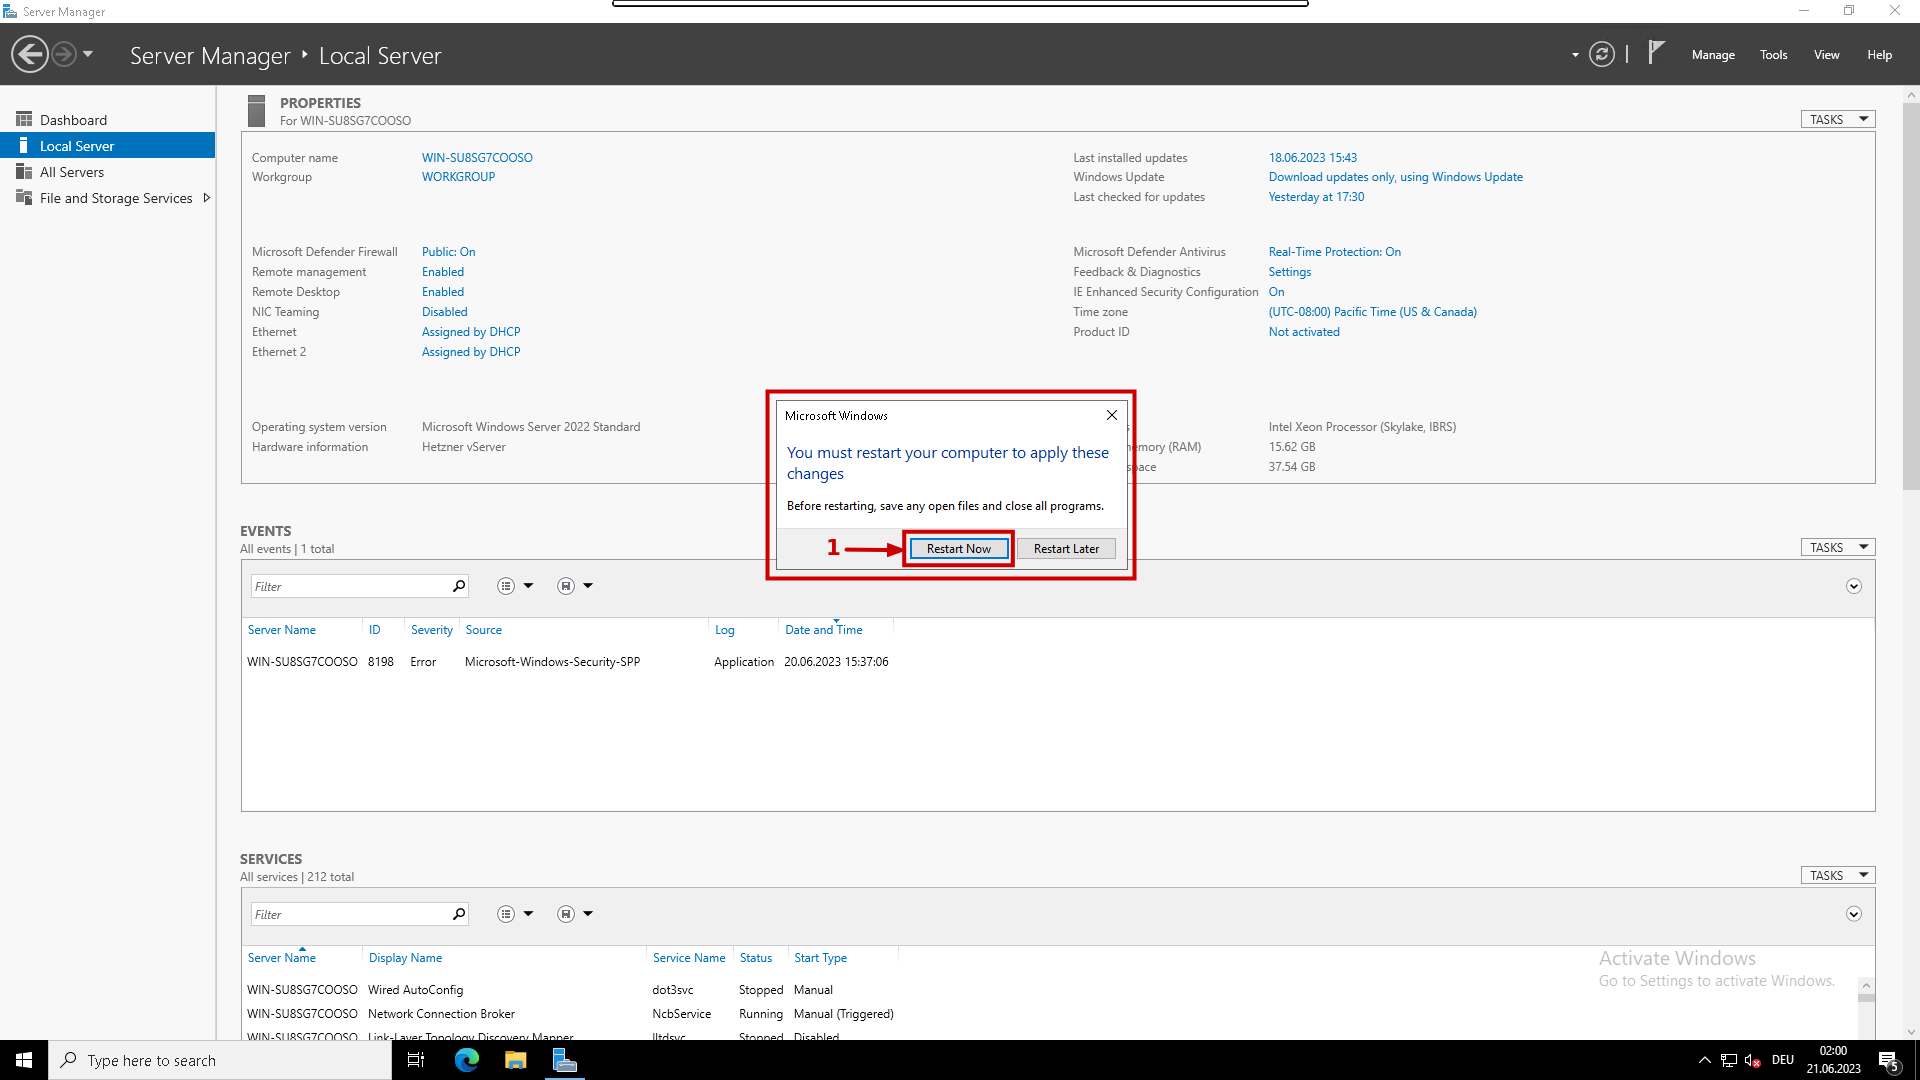 Server Manager
Server Manager ‣ Local Server
Manage Tools View Help
Dashboard
Local Server
All Servers
File and Storage Services
PROPERTIES
For WIN-SU8SG7COOSO
TASKS
Computer name WIN-SU8SG7COOSO
Workgroup WORKGROUP
Last installed updates 18.06.2023 15:43
Windows Update Download updates only, using Windows Update
Last checked for updates Yesterday at 17:30
Microsoft Defender Firewall Public: On
Remote management Enabled
Remote Desktop Enabled
NIC Teaming Disabled
Ethernet Assigned by DHCP
Ethernet 2 Assigned by DHCP
Microsoft Defender Antivirus Real-Time Protection: On
Feedback & Diagnostics Settings
IE Enhanced Security Configuration On
Time zone (UTC-08:00) Pacific Time (US & Canada)
Product ID Not activated
Operating system version Microsoft Windows Server 2022 Standard
Hardware information Hetzner vServer
Intel Xeon Processor (Skylake, IBRS)
(RAM) 15.62 GB
37.54 GB
Microsoft Windows
You must restart your computer to apply these
changes
Before restarting, save any open files and close all programs.
1
Restart Now Restart Later
EVENTS
All events | 1 total
TASKS
Filter
Server Name ID Severity Source Log Date and Time
WIN-SU8SG7COOSO 8198 Error Microsoft-Windows-Security-SPP Application 20.06.2023 15:37:06
SERVICES
All services | 212 total
TASKS
Filter
Server Name Display Name Service Name Status Start Type
WIN-SU8SG7COOSO Wired AutoConfig dot3svc Stopped Manual
WIN-SU8SG7COOSO Network Connection Broker NcbService Running Manual (Triggered)
WIN-SU8SG7COOSO Link-Layer Topology Discovery Mapper lltdsvc Stopped Disabled
Activate Windows
Go to Settings to activate Windows.
Type here to search
DEU
02:00
21.06.2023
5